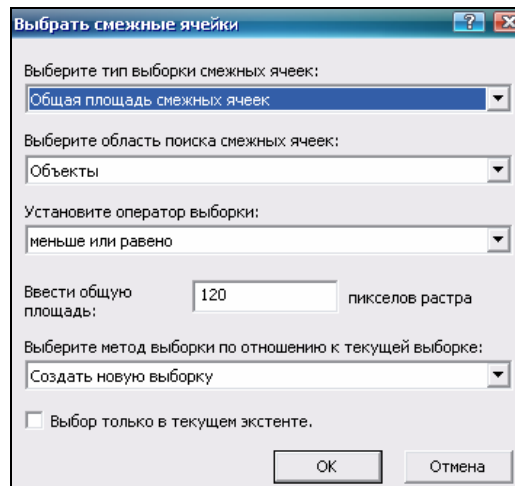 Выбрать смежные ячейки
Выберите тип выборки смежных ячеек:
Общая площадь смежных ячеек
Выберите область поиска смежных ячеек:
Объекты
Установите оператор выборки:
меньше или равено
Ввести общую
площадь:
120
пикселов растра
Выберите метод выборки по отношению к текущей выборке:
Создать новую выборку
Выбор только в текущем экстенте.
OK
Отмена